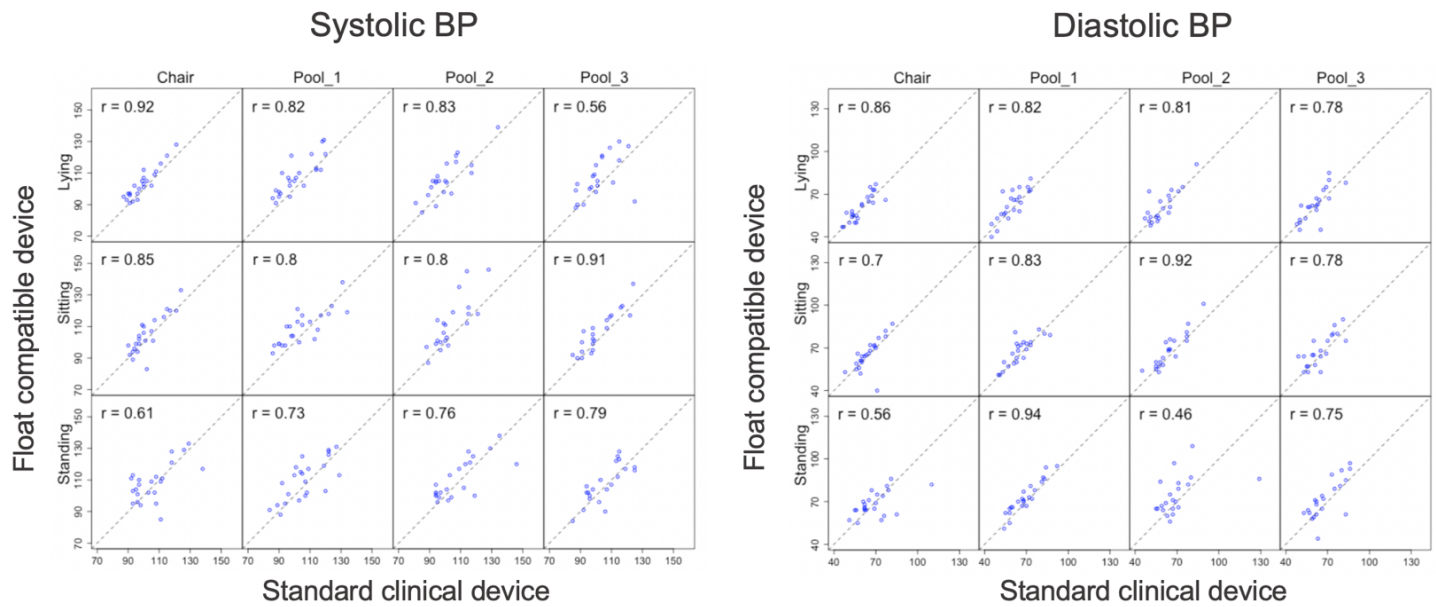 Systolic BP
Diastolic BP
Chair Pool_1 Pool_2 Pool_3
Chair Pool_1 Pool_2 Pool_3
r = 0.92 r = 0.82 r = 0.83 r = 0.56
r = 0.86 r = 0.82 r = 0.81 r = 0.78
Lying
70 90 110 130 150
Lying
40 70 100 130
r = 0.85 r = 0.8 r = 0.8 r = 0.91
r = 0.7 r = 0.83 r = 0.92 r = 0.78
Sitting
70 90 110 130 150
Sitting
40 70 100 130
r = 0.61 r = 0.73 r = 0.76 r = 0.79
r = 0.56 r = 0.94 r = 0.46 r = 0.75
Standing
70 90 110 130 150
Standing
40 70 100 130
Float compatible device
Float compatible device
70 90 110 130 150 70 90 110 130 150 70 90 110 130 150 70 90 110 130 150
40 70 100 130 40 70 100 130 40 70 100 130 40 70 100 130
Standard clinical device
Standard clinical device